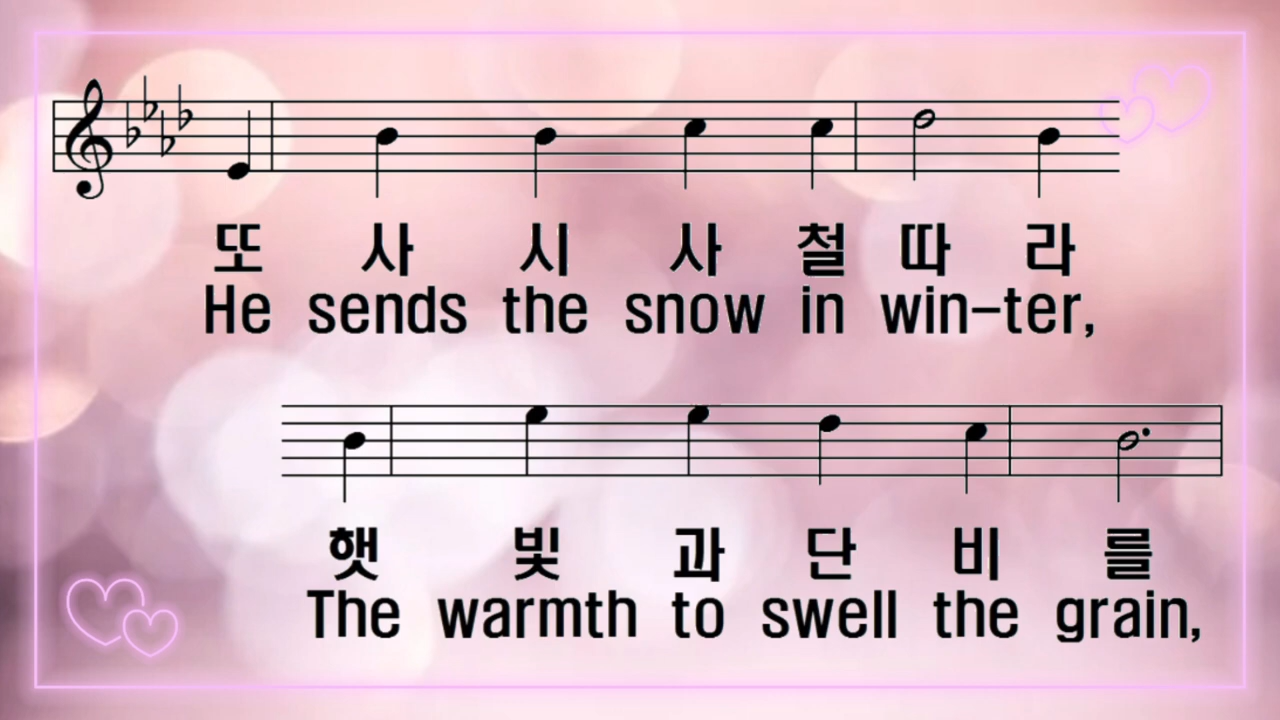 또 사 시 사 철 따 라
He sends the snow in win-ter,
햇 빛 과 단 비 를
The warmth to swell the grain,